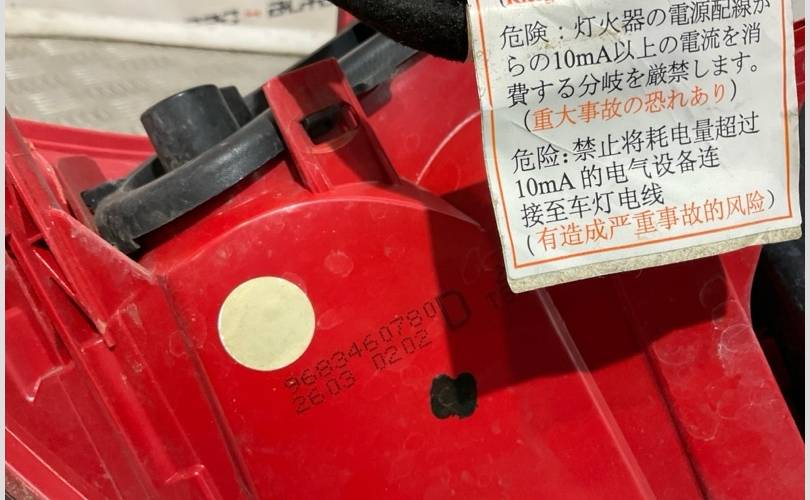 危険：灯火器の電源配線か
らの10mA以上の電流を消
費する分岐を厳禁します。
（重大事故の恐れあり）
危险：禁止将耗电量超过
10mA 的电气设备连
接至车灯电线
（有造成严重事故的风险）
9683460780 D
2603 0202